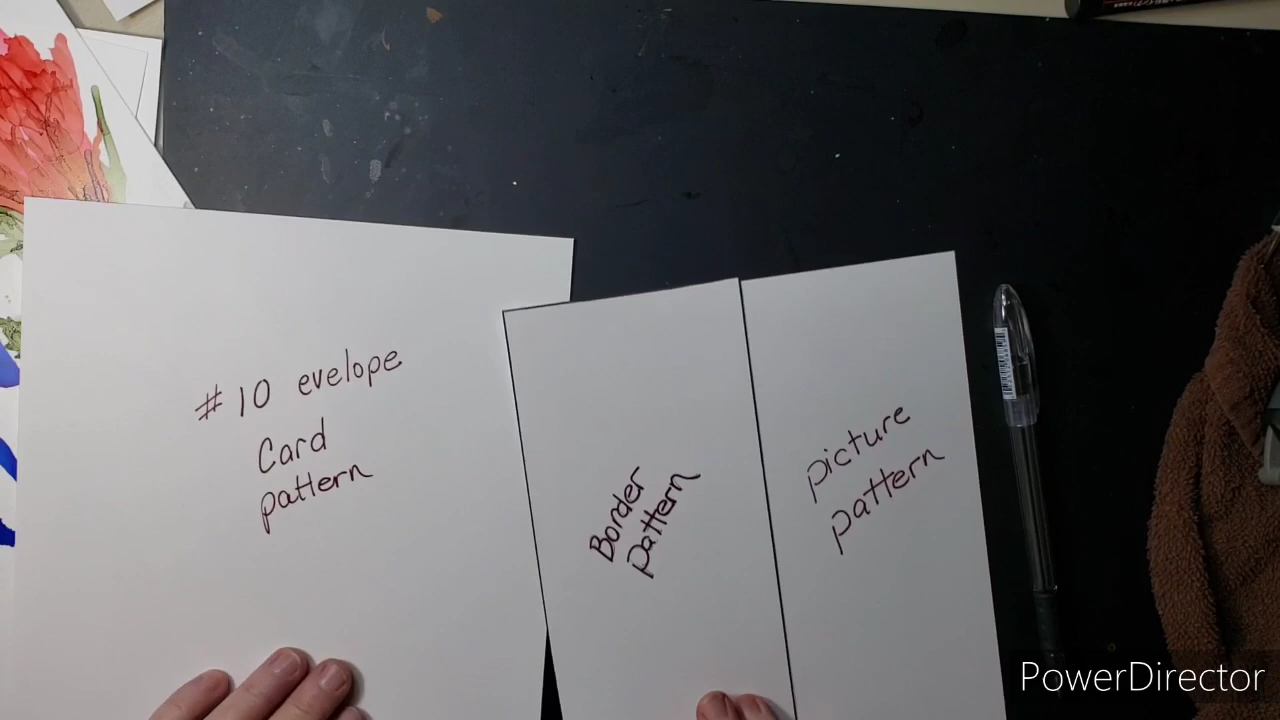 #10 evelope
Card
pattern
Border
pattern
picture
pattern
PowerDirector